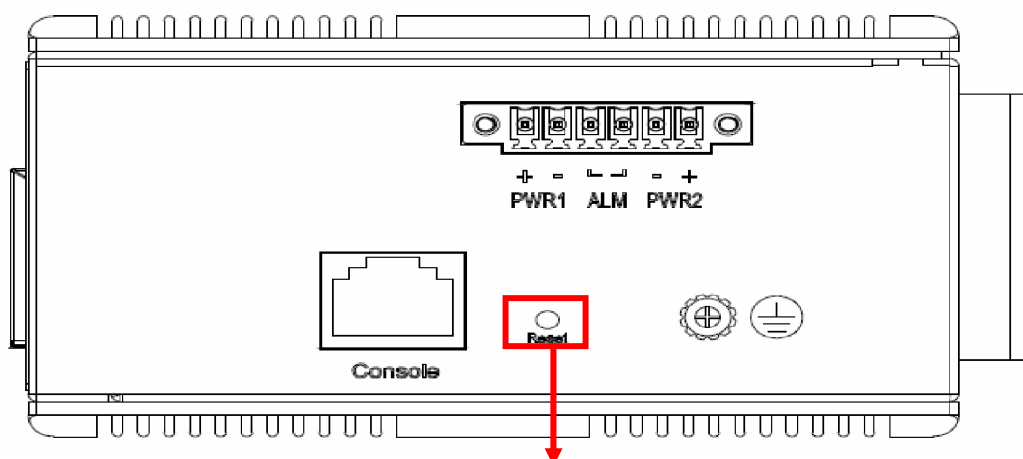 + - - +
PWR1 ALM PWR2
Reset
Console